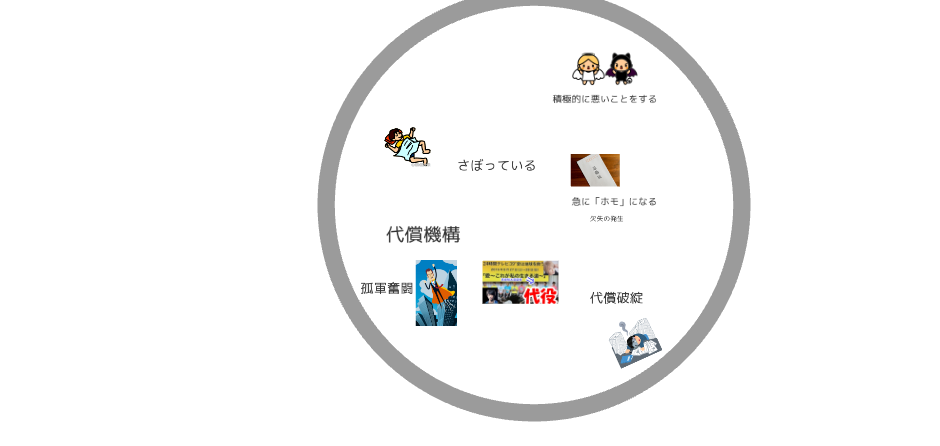 積極的に悪いことをする
さぼっている
急に「ホモ」になる
欠失の発生
代償機構
孤軍奮闘
代役
代償破綻